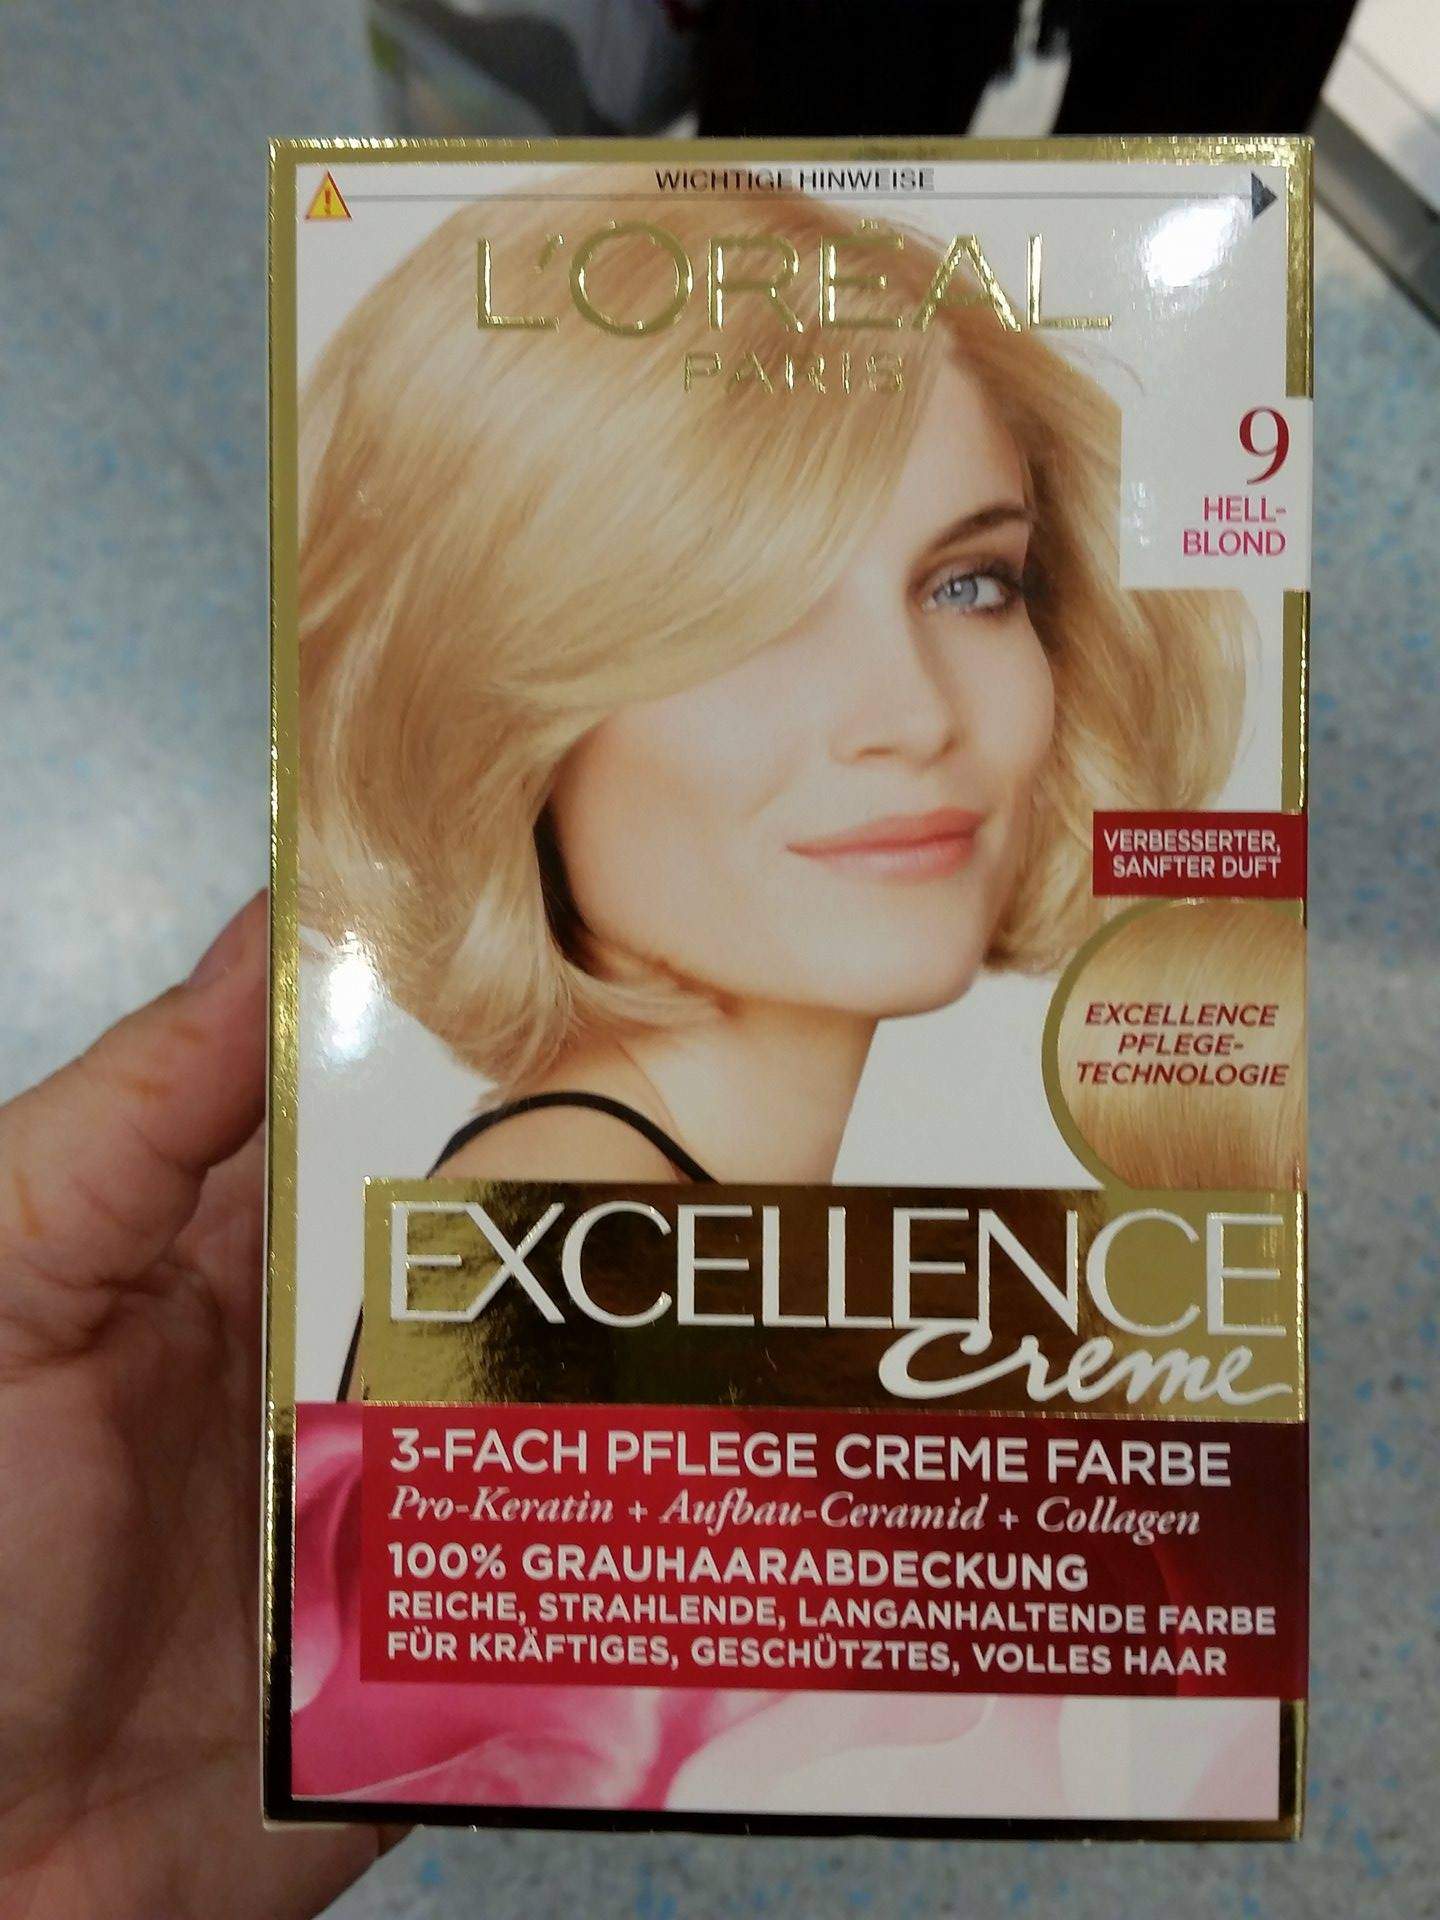 WICHTIGE HINWEISE
L'ORÉAL
PARIS
9
HELL-
BLOND
VERBESSERTER,
SANFTER DUFT
EXCELLENCE
PFLEGE-
TECHNOLOGIE
EXCELLENCE
Creme
3-FACH PFLEGE CREME FARBE
Pro-Keratin + Aufbau-Ceramid + Collagen
100% GRAUHAARABDECKUNG
REICHE, STRAHLENDE, LANGANHALTENDE FARBE
FÜR KRÄFTIGES, GESCHÜTZTES, VOLLES HAAR